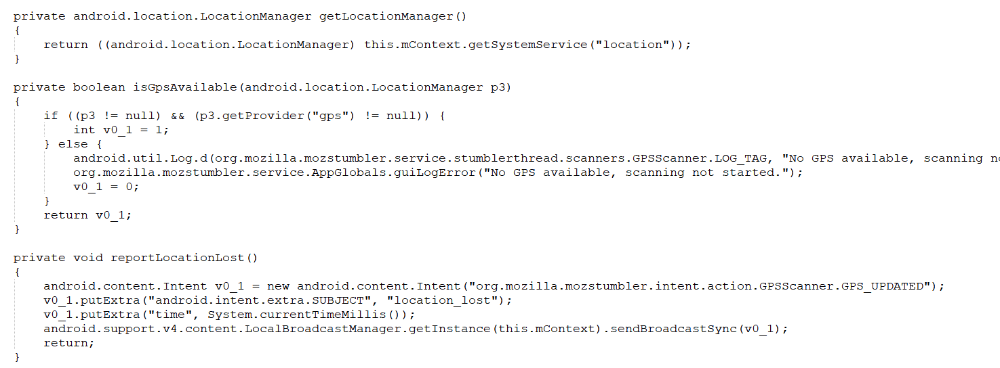 private android.location.LocationManager getLocationManager()
{
    return ((android.location.LocationManager) this.mContext.getSystemService("location"));
}

private boolean isGpsAvailable(android.location.LocationManager p3)
{
    if ((p3 != null) && (p3.getProvider("gps") != null)) {
        int v0_1 = 1;
    } else {
        android.util.Log.d(org.mozilla.mozstumbler.service.stumblerthread.scanners.GPSScanner.LOG_TAG, "No GPS available, scanning
        org.mozilla.mozstumbler.service.AppGlobals.guiLogError("No GPS available, scanning not started.");
        v0_1 = 0;
    }
    return v0_1;
}

private void reportLocationLost()
{
    android.content.Intent v0_1 = new android.content.Intent("org.mozilla.mozstumbler.intent.action.GPSScanner.GPS_UPDATED");
    v0_1.putExtra("android.intent.extra.SUBJECT", "location_lost");
    v0_1.putExtra("time", System.currentTimeMillis());
    android.support.v4.content.LocalBroadcastManager.getInstance(this.mContext).sendBroadcastSync(v0_1);
    return;
}